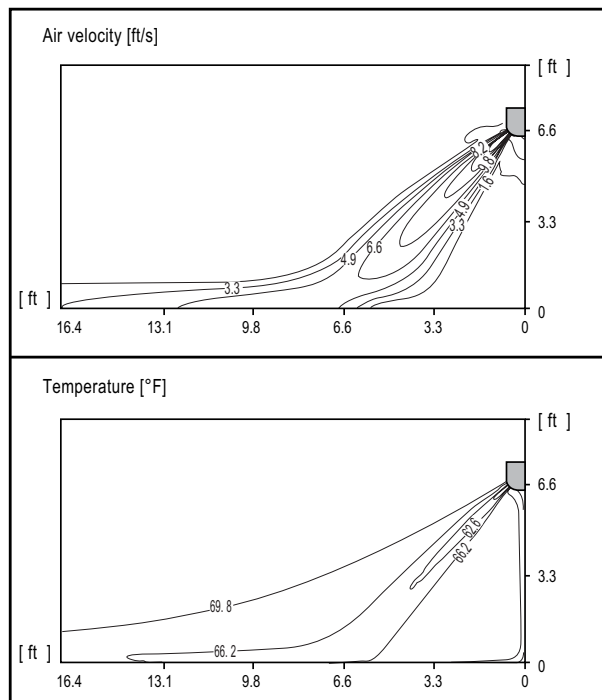 Air velocity [ft/s]
[ ft ]
6.6
8.2
9.8
1.6
4.9
3.3
3.3
6.6
4.9
3.3
[ ft ]
0
16.4 13.1 9.8 6.6 3.3 0
Temperature [°F]
[ ft ]
6.6
62.6
66.2
3.3
69.8
66.2
[ ft ]
0
16.4 13.1 9.8 6.6 3.3 0